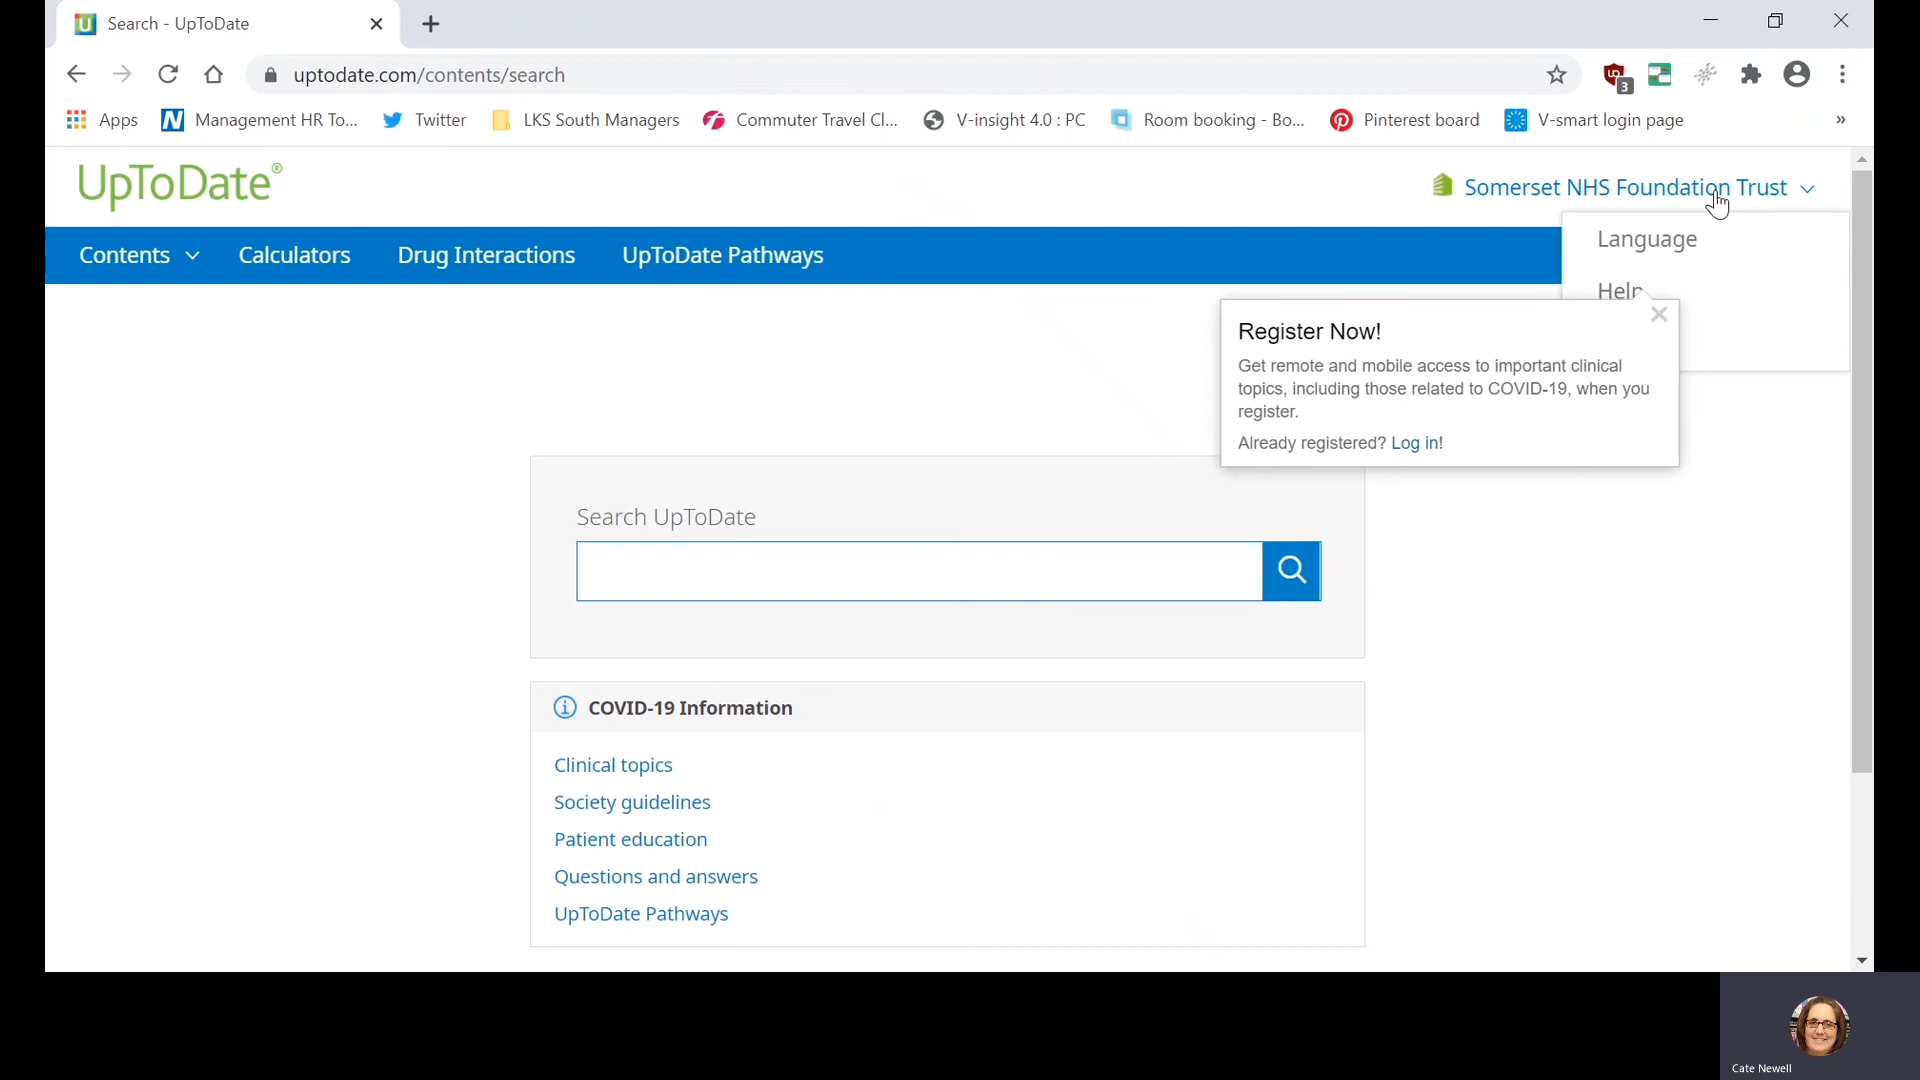 Search - UpToDate
uptodate.com/contents/search
3
Apps
Management HR To...
Twitter
LKS South Managers
Commuter Travel Cl...
V-insight 4.0 : PC
Room booking - Bo...
Pinterest board
V-smart login page
»
UpToDate®
Somerset NHS Foundation Trust
Contents
Calculators
Drug Interactions
UpToDate Pathways
Language
Help
Register Now!
Get remote and mobile access to important clinical
topics, including those related to COVID-19, when you
register.
Already registered? Log in!
Search UpToDate
COVID-19 Information
Clinical topics
Society guidelines
Patient education
Questions and answers
UpToDate Pathways
Cate Newell